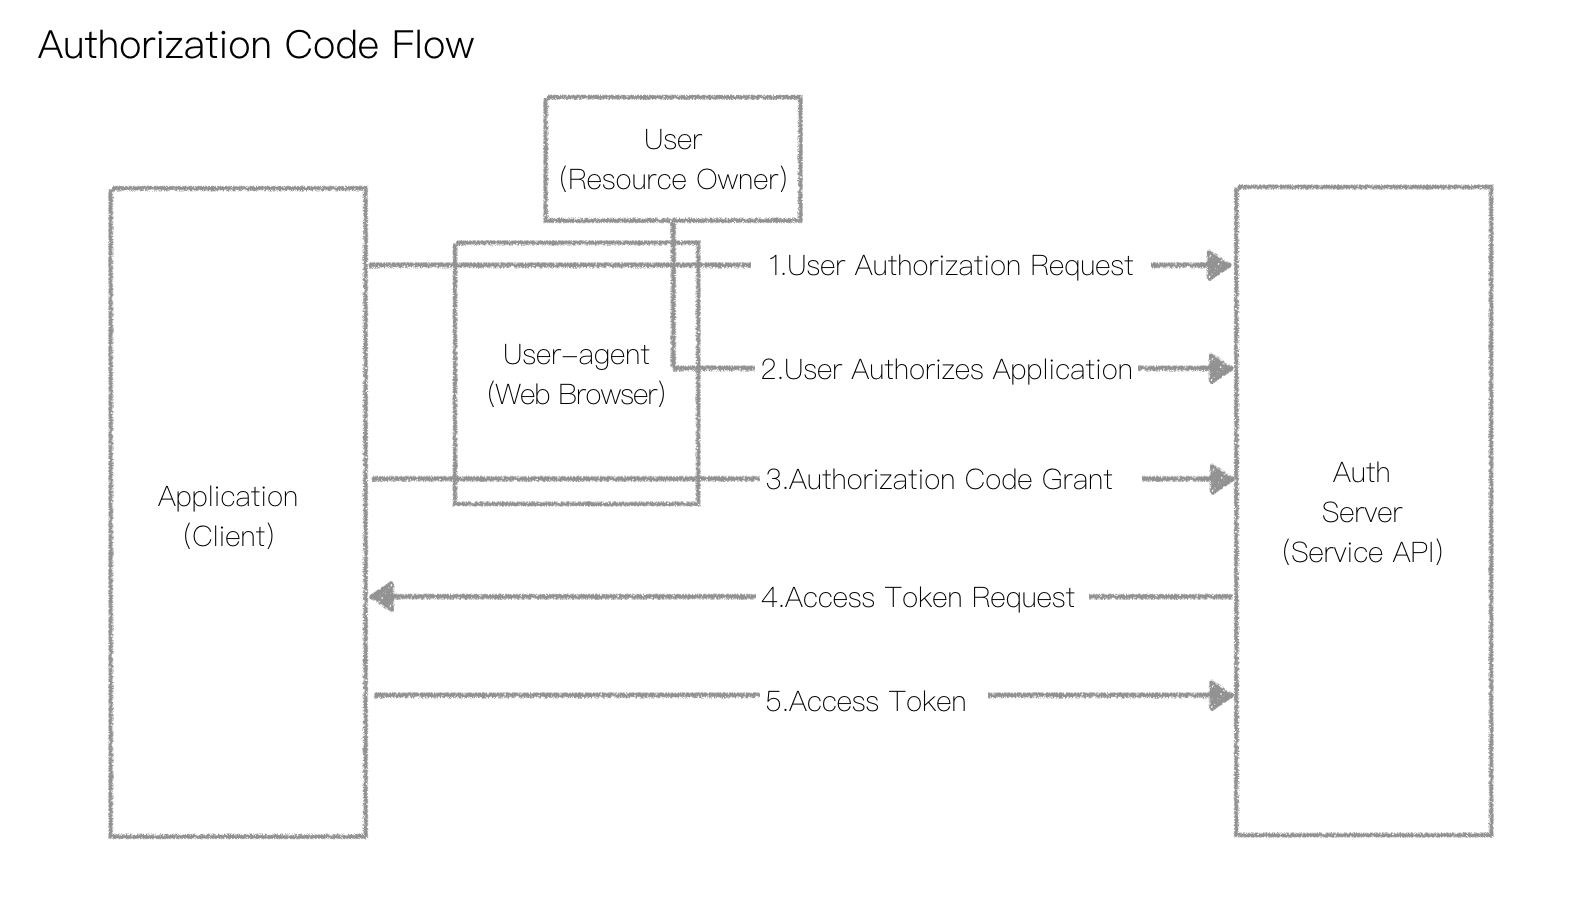 Authorization Code Flow
User
(Resource Owner)
1.User Authorization Request
User-agent
(Web Browser)
2.User Authorizes Application
3.Authorization Code Grant
Application
(Client)
Auth
Server
(Service API)
4.Access Token Request
5.Access Token